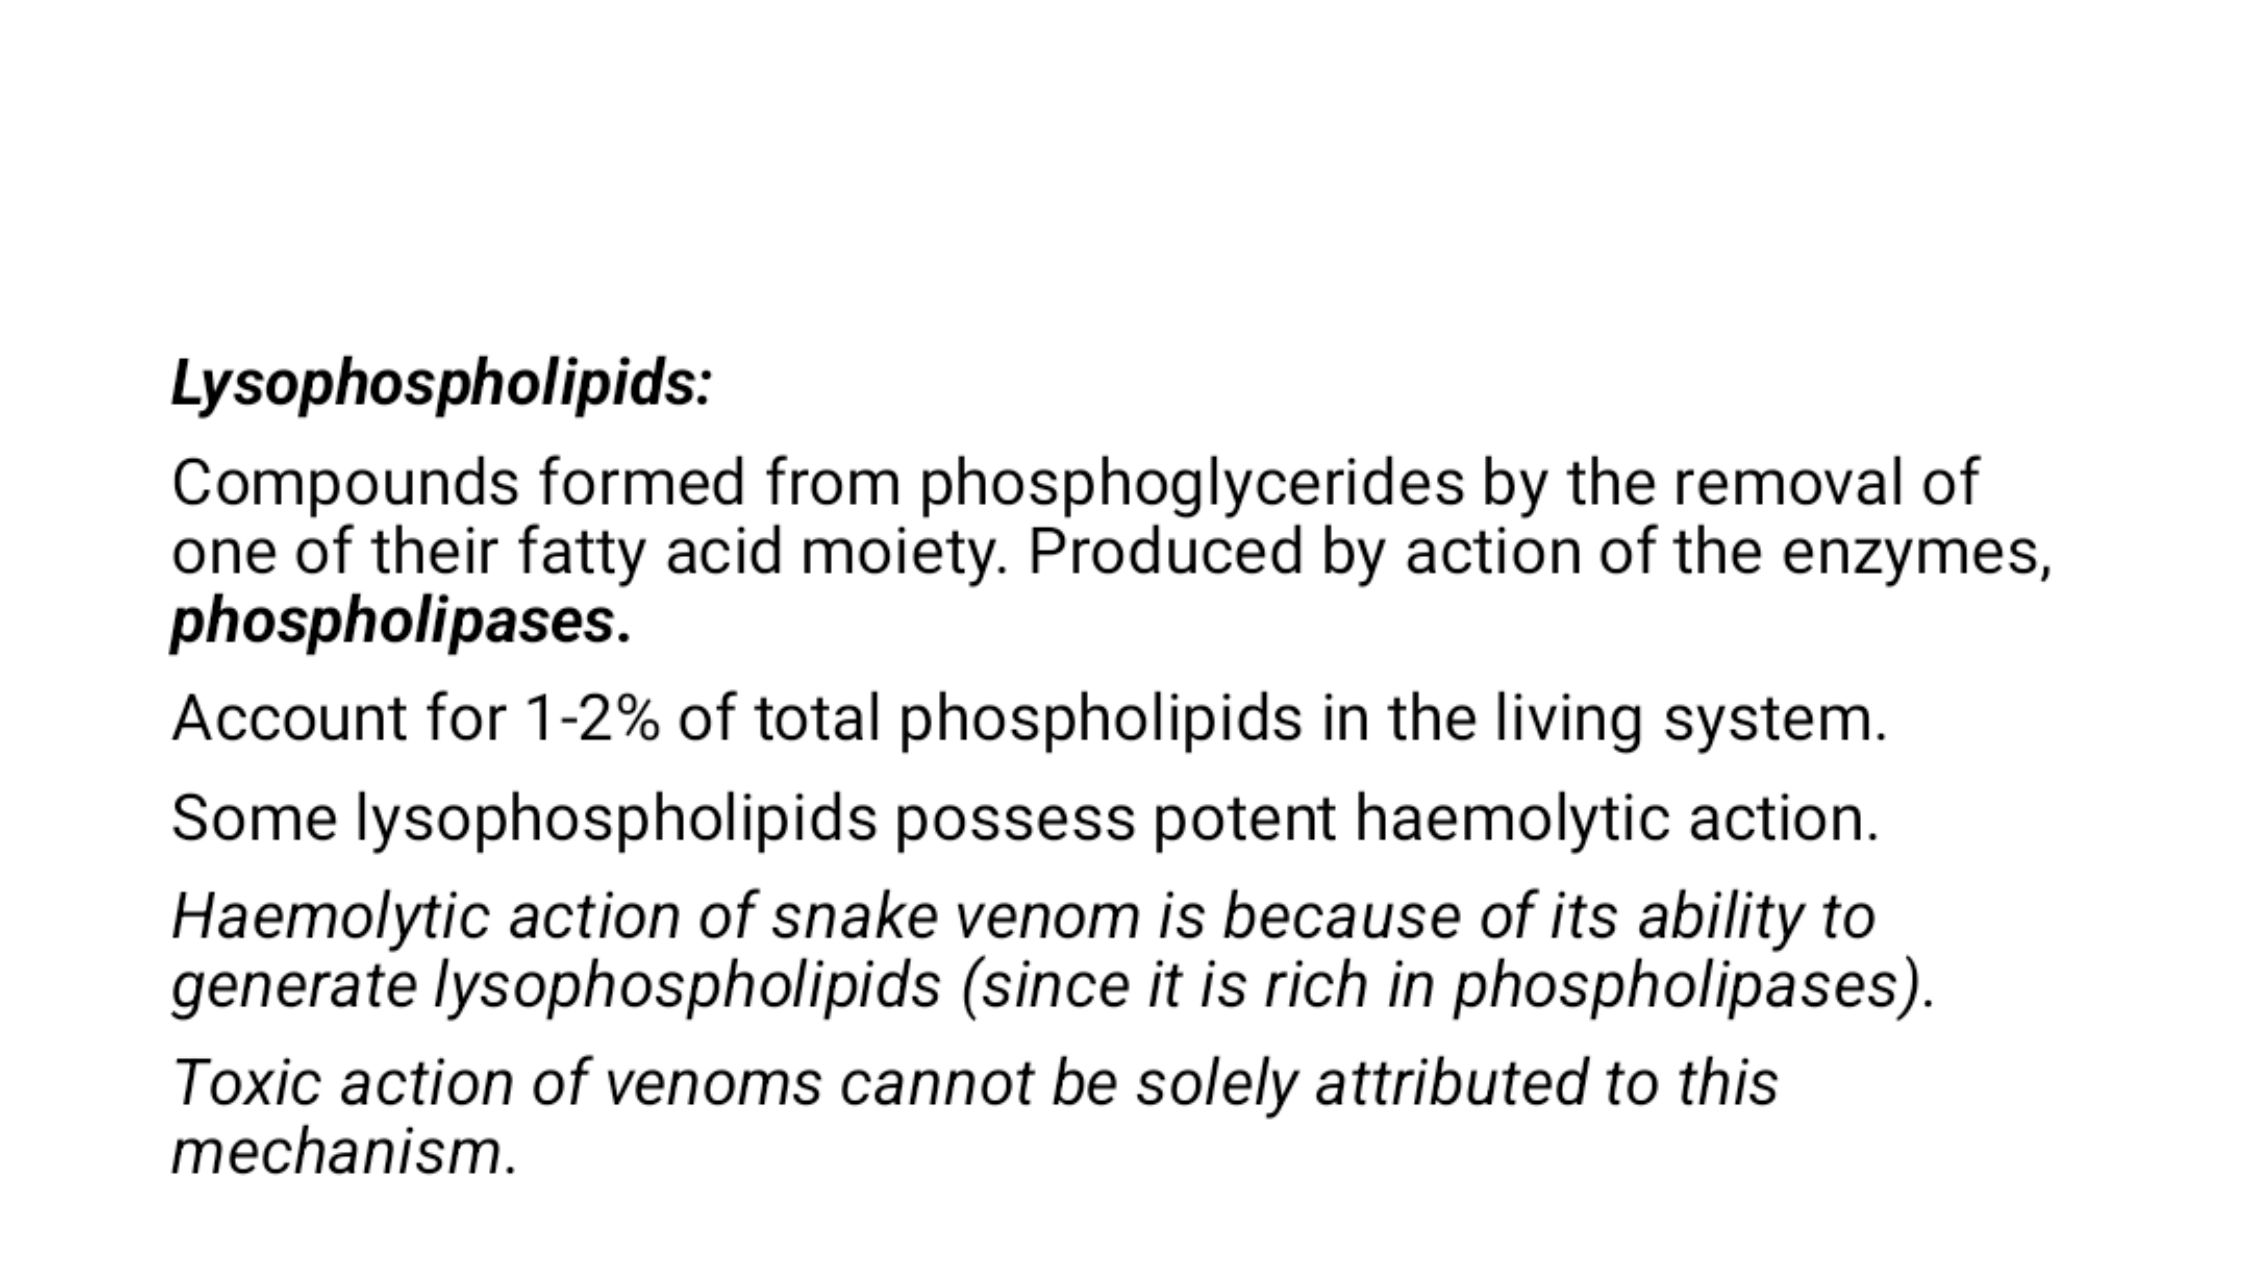 Lysophospholipids:
Compounds formed from phosphoglycerides by the removal of
one of their fatty acid moiety. Produced by action of the enzymes,
phospholipases.
Account for 1-2% of total phospholipids in the living system.
Some lysophospholipids possess potent haemolytic action.
Haemolytic action of snake venom is because of its ability to
generate lysophospholipids (since it is rich in phospholipases).
Toxic action of venoms cannot be solely attributed to this
mechanism.